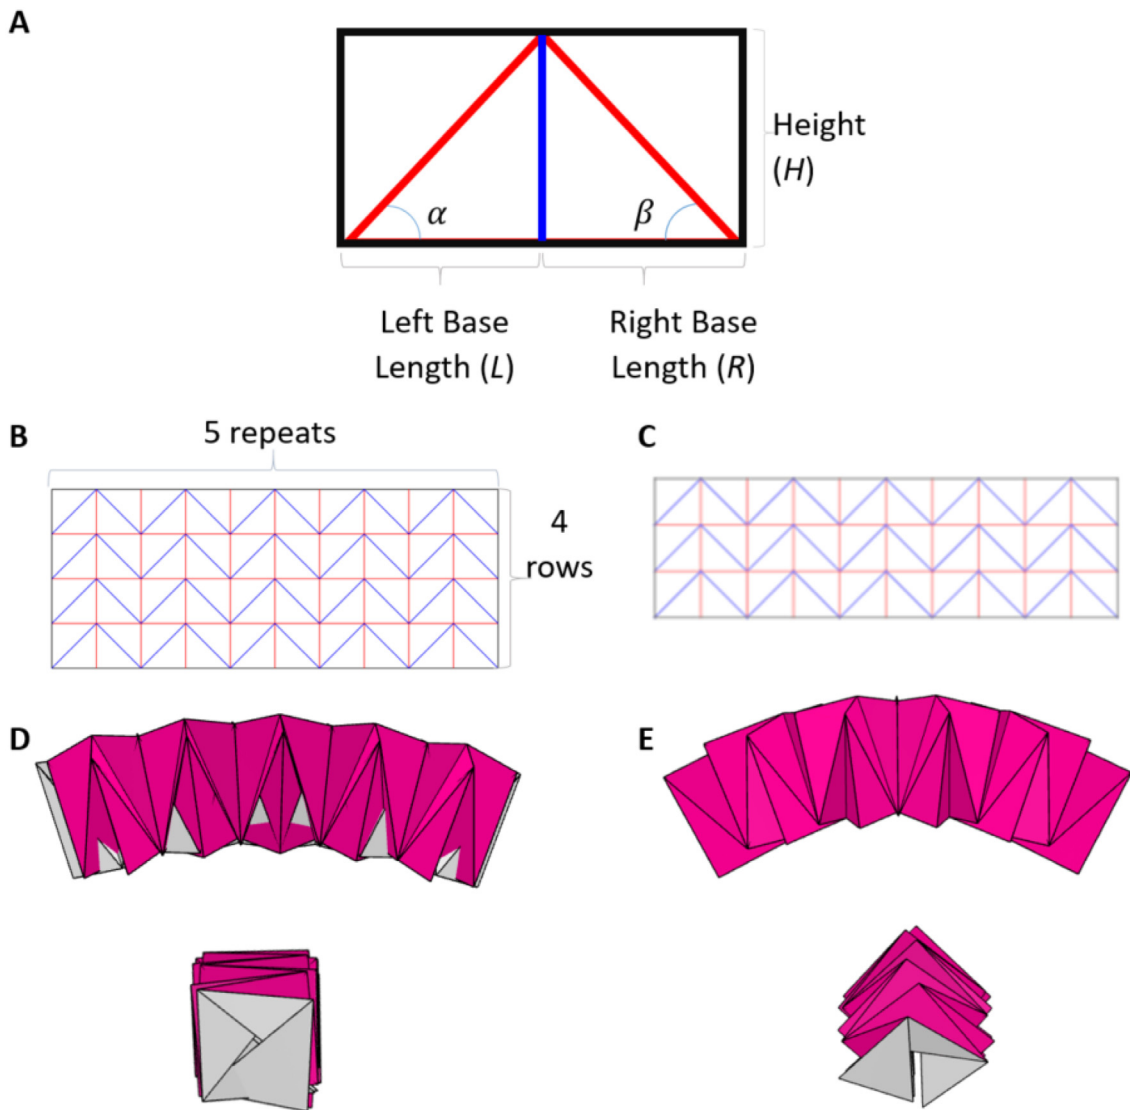 A
Height
(H)
α
β
Left Base
Length (L)
Right Base
Length (R)
B
5 repeats
4
rows
C
D
E